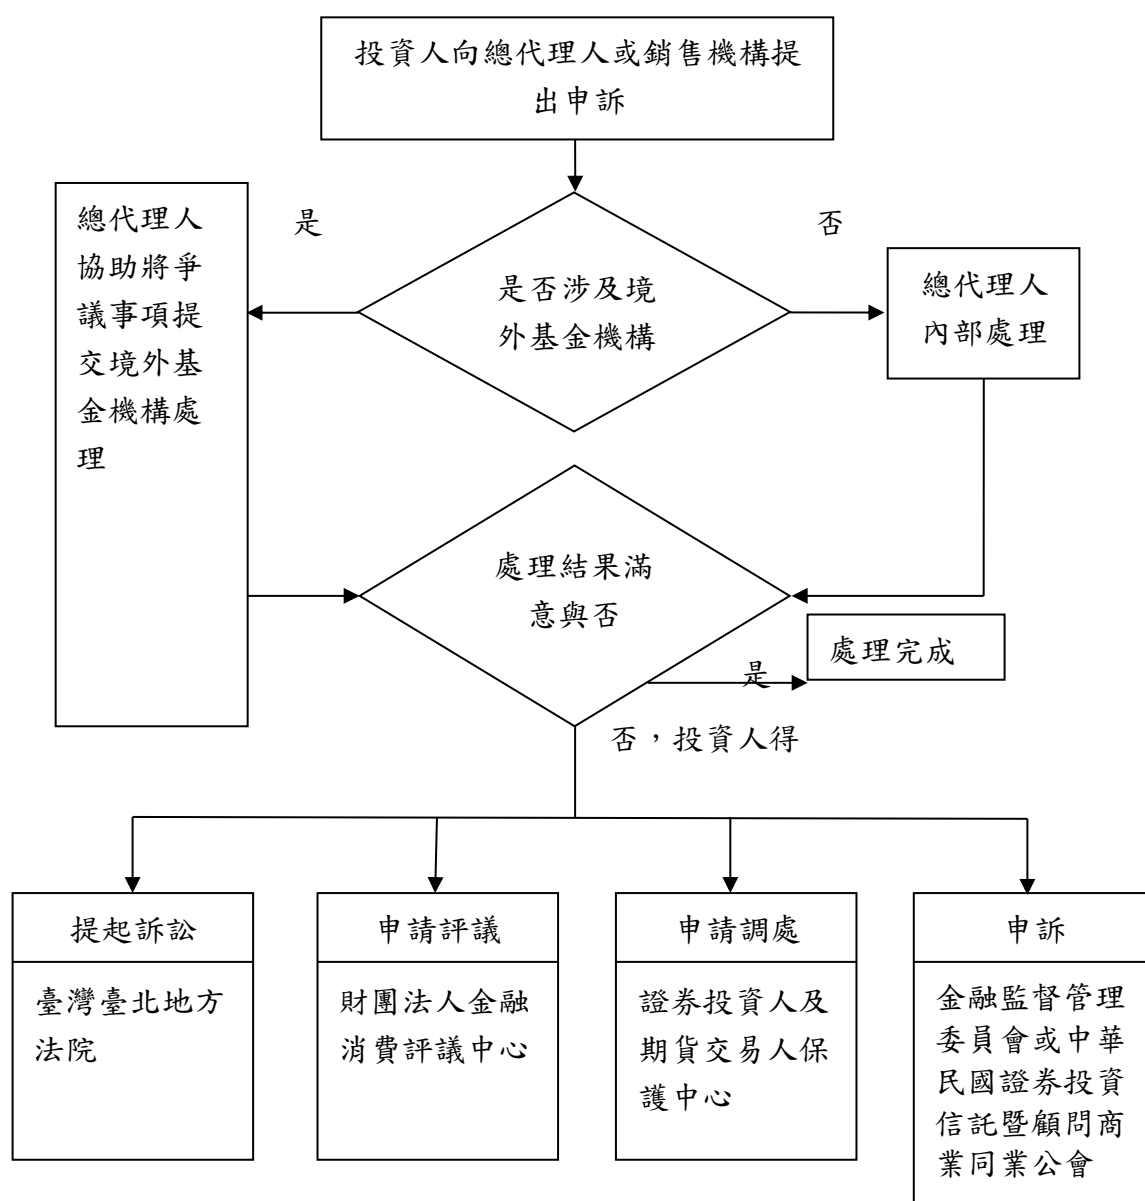 投資人向總代理人或銷售機構提
出申訴
是
否
總代理人
協助將爭
議事項提
交境外基
金機構處
理
是否涉及境
外基金機構
總代理人
內部處理
處理結果滿
意與否
處理完成
是
否，投資人得
提起訴訟
臺灣臺北地方
法院
申請評議
財團法人金融
消費評議中心
申請調處
證券投資人及
期貨交易人保
護中心
申訴
金融監督管理
委員會或中華
民國證券投資
信託暨顧問商
業同業公會